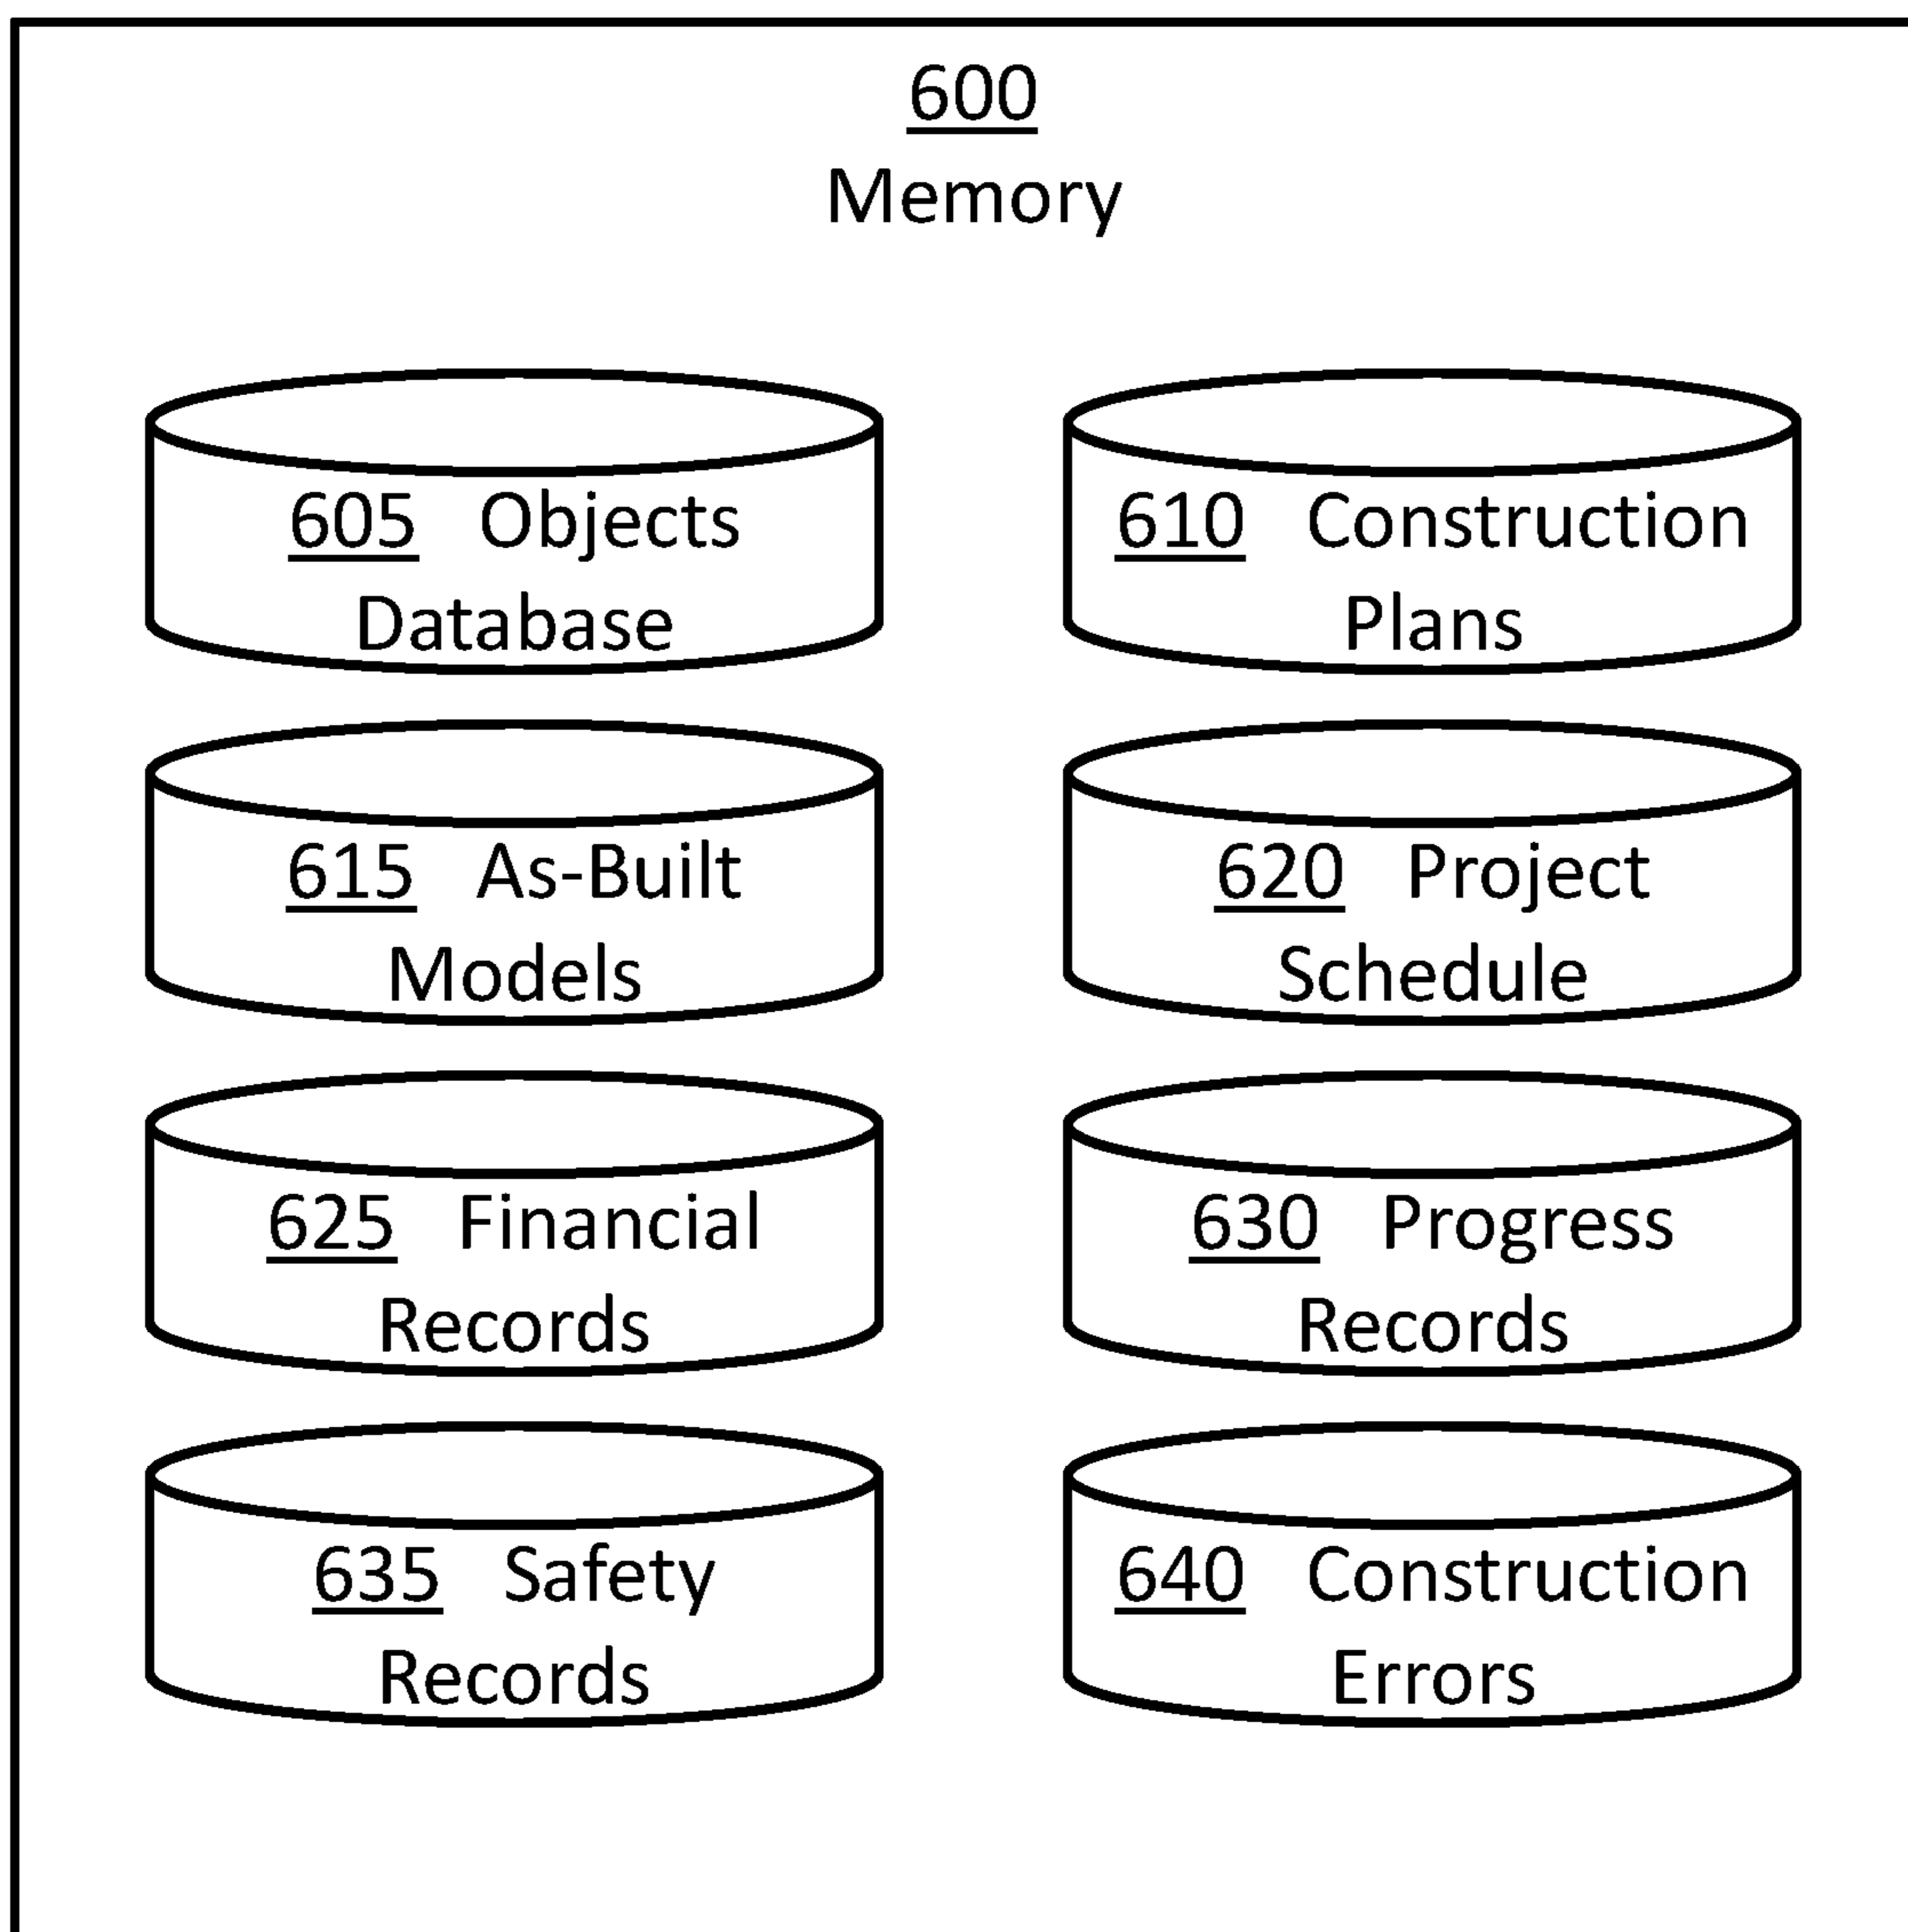 600
Memory
605 Objects
Database
610 Construction
Plans
615 As-Built
Models
620 Project
Schedule
625 Financial
Records
630 Progress
Records
635 Safety
Records
640 Construction
Errors